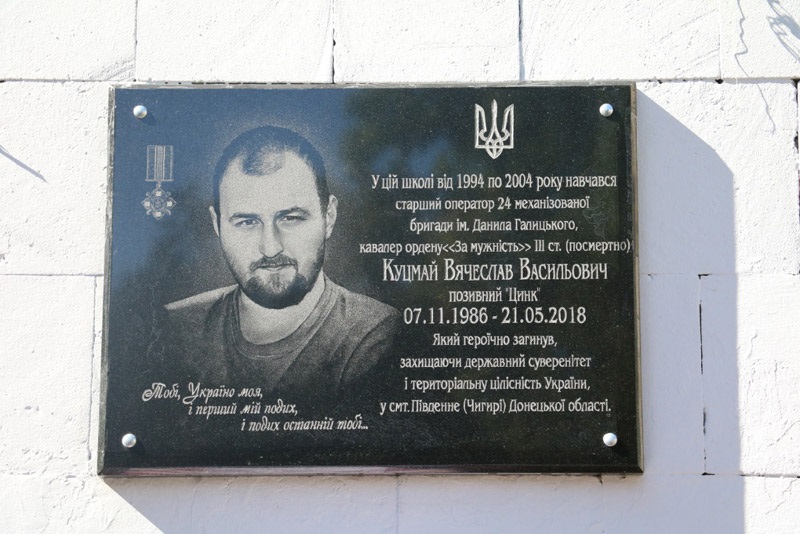 У цій школі від 1994 по 2004 року навчався
старший оператор 24 механізованої
бригади ім. Данила Галицького,
кавалер ордену<<За мужність>> III ст. (посмертно)
Куцмай Вячеслав Васильович
позивний "Цинк"
07.11.1986 - 21.05.2018
Який героїчно загинув,
захищаючи державний суверенітет
і територіальну цілісність України,
у смт. Південне (Чигирі) Донецької області.
Тобі, Україно моя,
і перший мій подих,
і подих останній тобі...